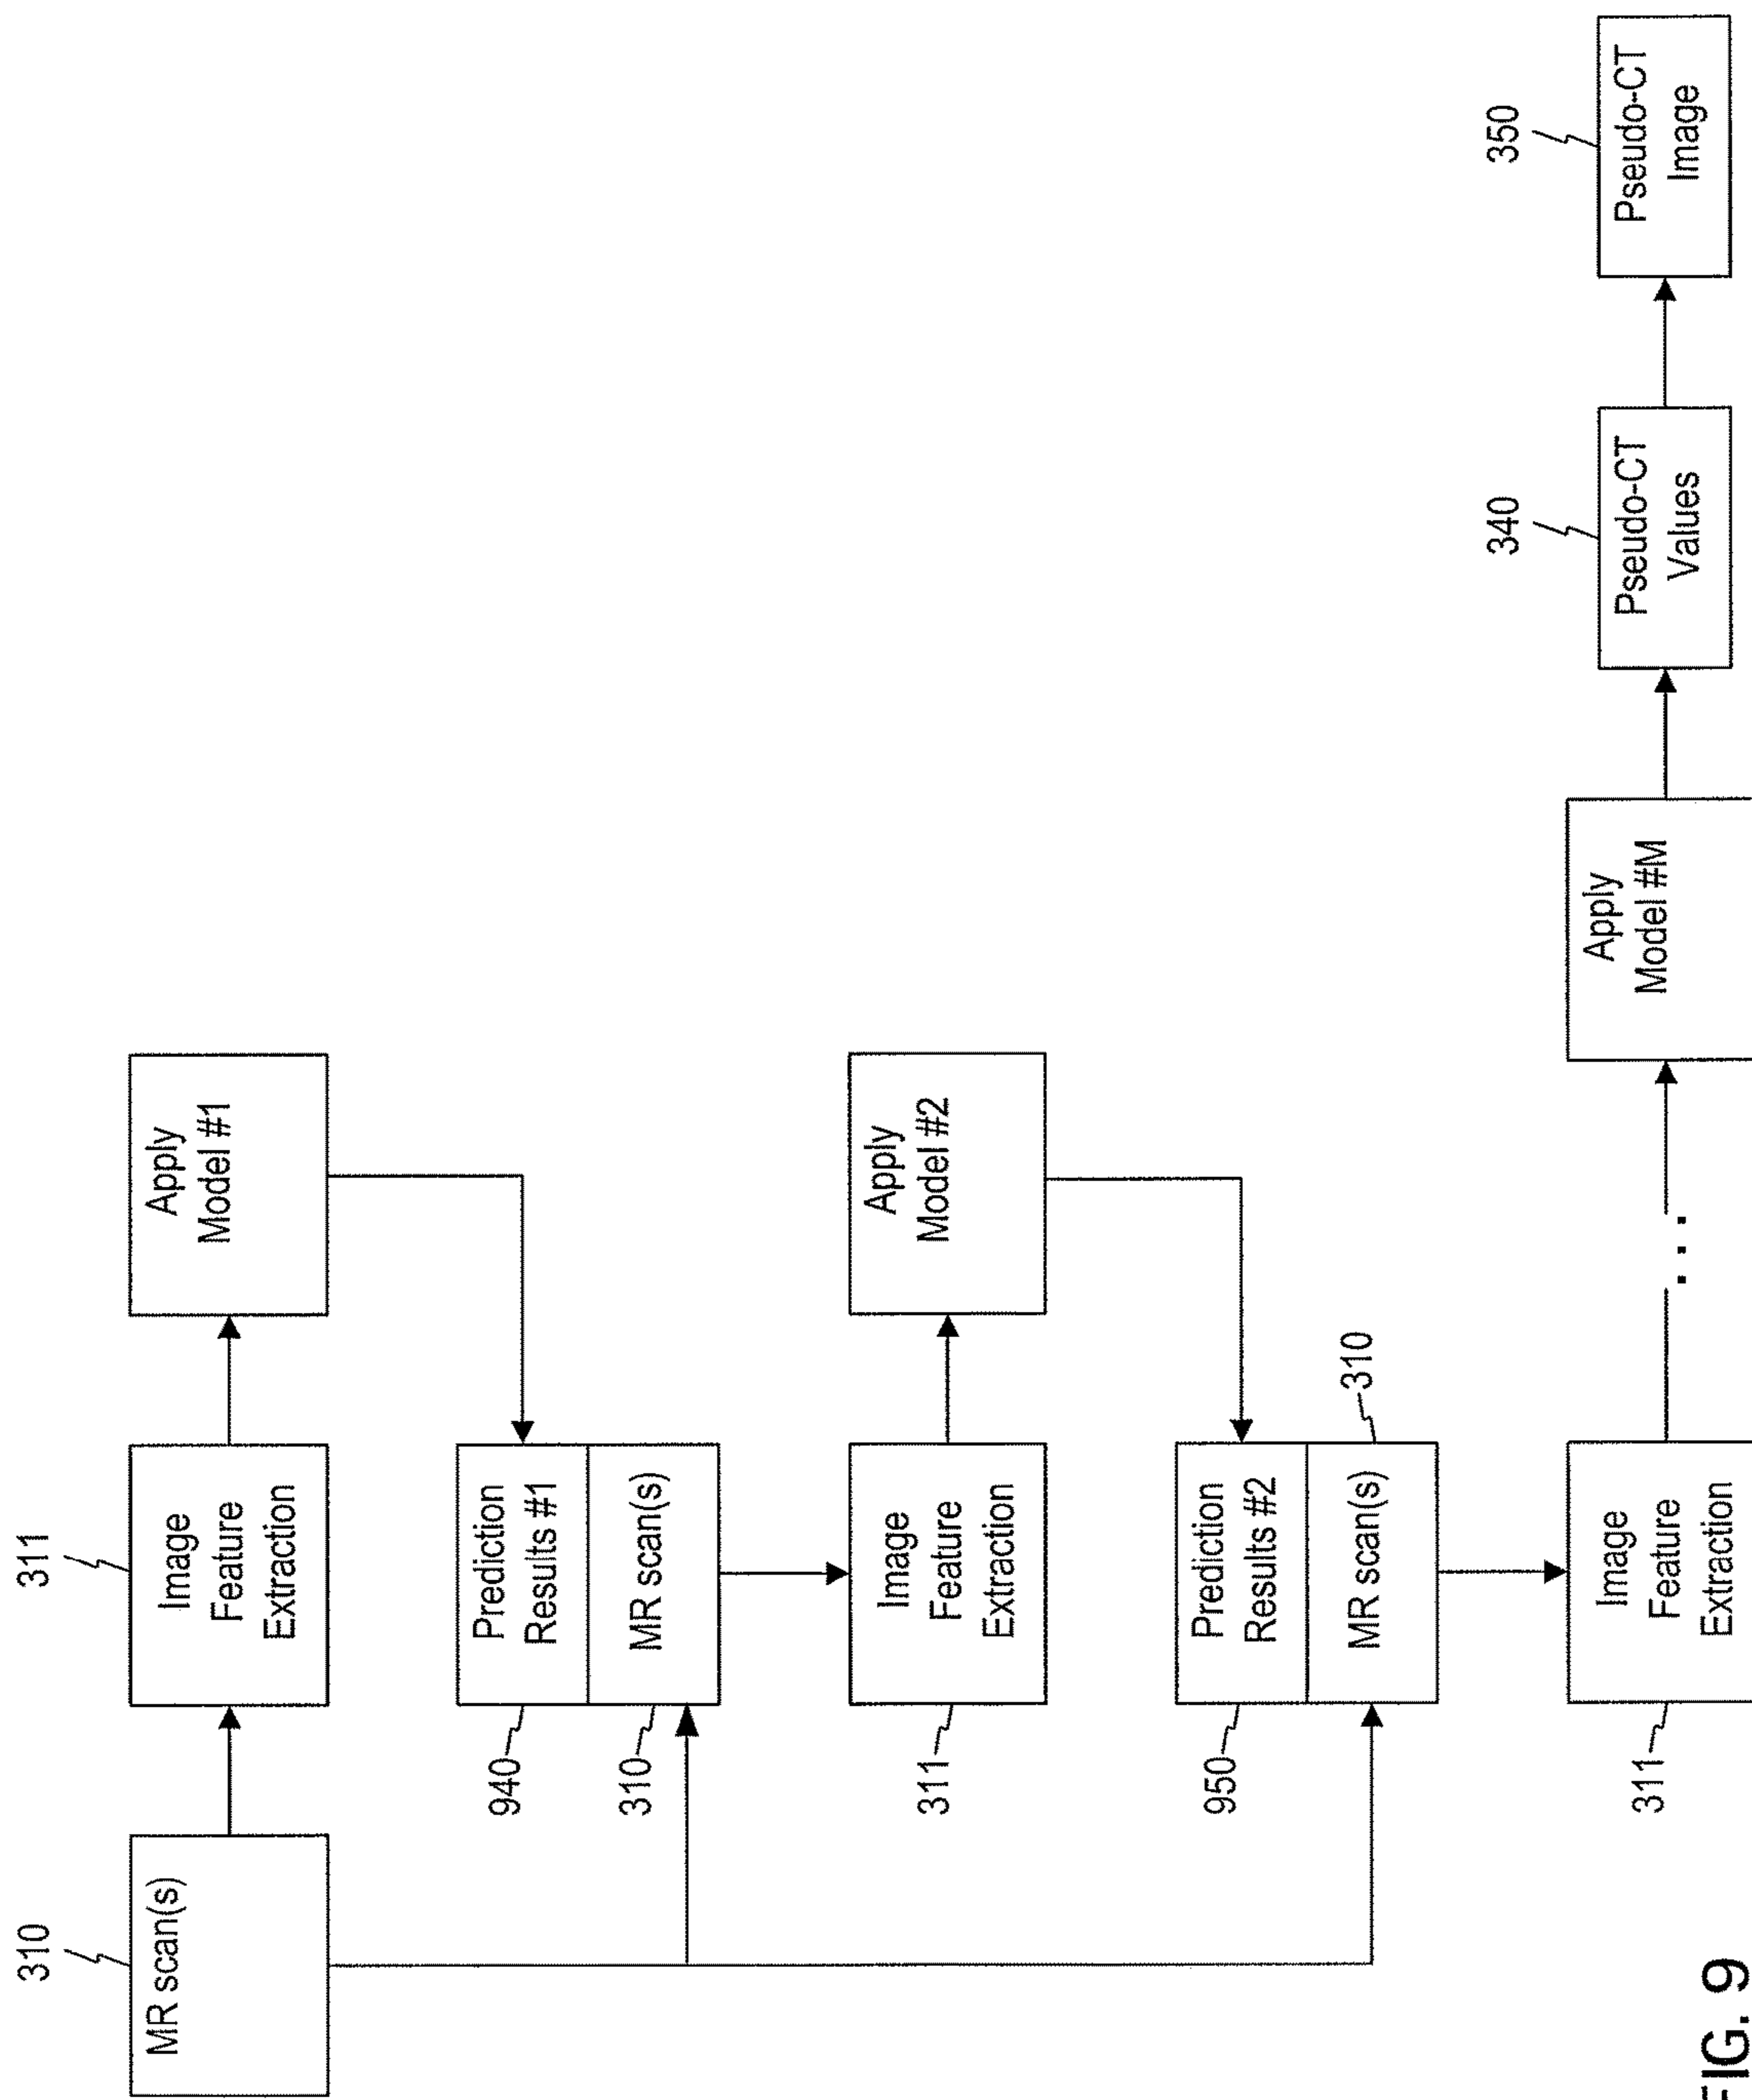 310
MR scan(s)
311
Image
Feature
Extraction
Apply
Model #1
940
Prediction
Results #1
310
MR scan(s)
311
Image
Feature
Extraction
Apply
Model #2
950
Prediction
Results #2
310
MR scan(s)
311
Image
Feature
Extraction
. . .
Apply
Model #M
340
Pseudo-CT
Values
350
Pseudo-CT
Image
FIG. 9